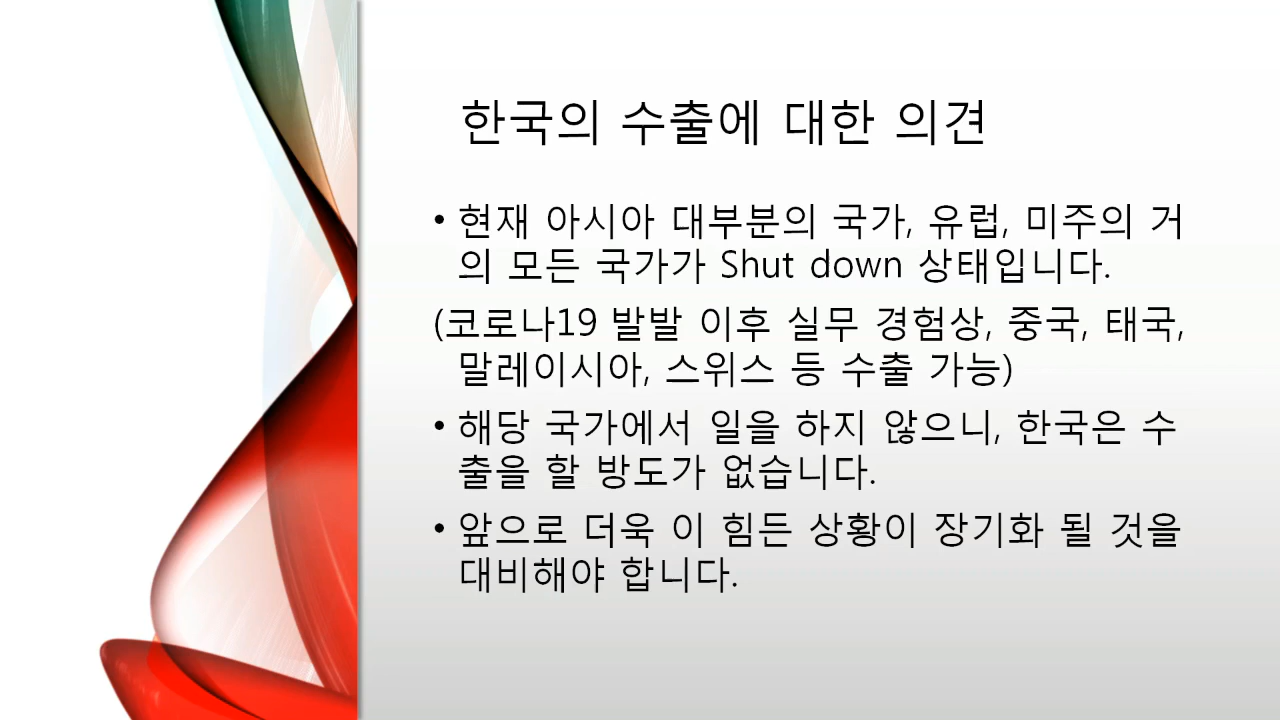 한국의 수출에 대한 의견
• 현재 아시아 대부분의 국가, 유럽, 미주의 거
의 모든 국가가 Shut down 상태입니다.
(코로나19 발발 이후 실무 경험상, 중국, 태국,
말레이시아, 스위스 등 수출 가능)
• 해당 국가에서 일을 하지 않으니, 한국은 수
출을 할 방도가 없습니다.
• 앞으로 더욱 이 힘든 상황이 장기화 될 것을
대비해야 합니다.